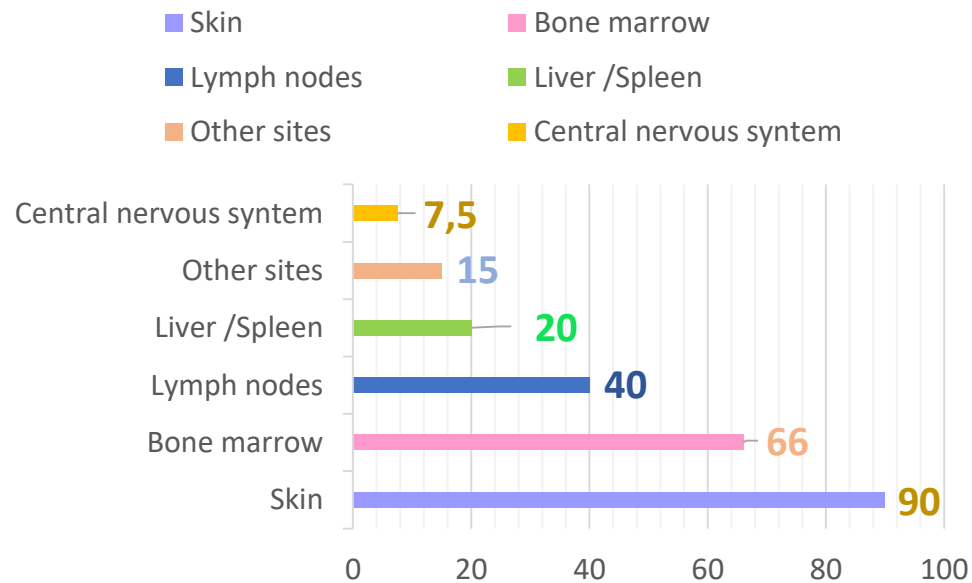 Skin
Bone marrow
Lymph nodes
Liver /Spleen
Other sites
Central nervous syntem
Central nervous syntem 7,5
Other sites 15
Liver /Spleen 20
Lymph nodes 40
Bone marrow 66
Skin 90
0 20 40 60 80 100